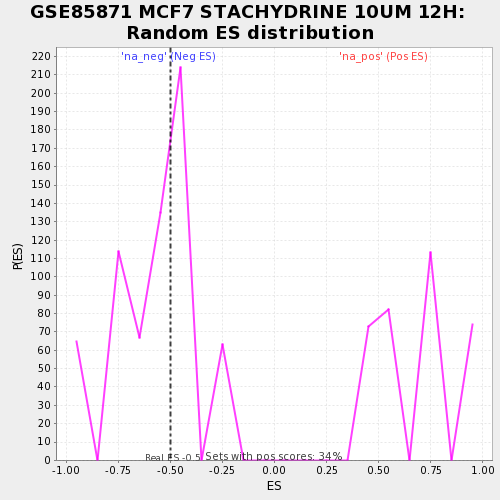 GSE85871 MCF7 STACHYDRINE 10UM 12H:
Random ES distribution
'na_neg' (Neg ES)
'na_pos' (Pos ES)
220
210
200
190
180
170
160
150
140
130
120
110
100
90
80
70
60
50
40
30
20
10
0
P(ES)
Real ES -0.5
Sets with pos scores: 34%
-1.00 -0.75 -0.50 -0.25 0.00 0.25 0.50 0.75 1.00
ES